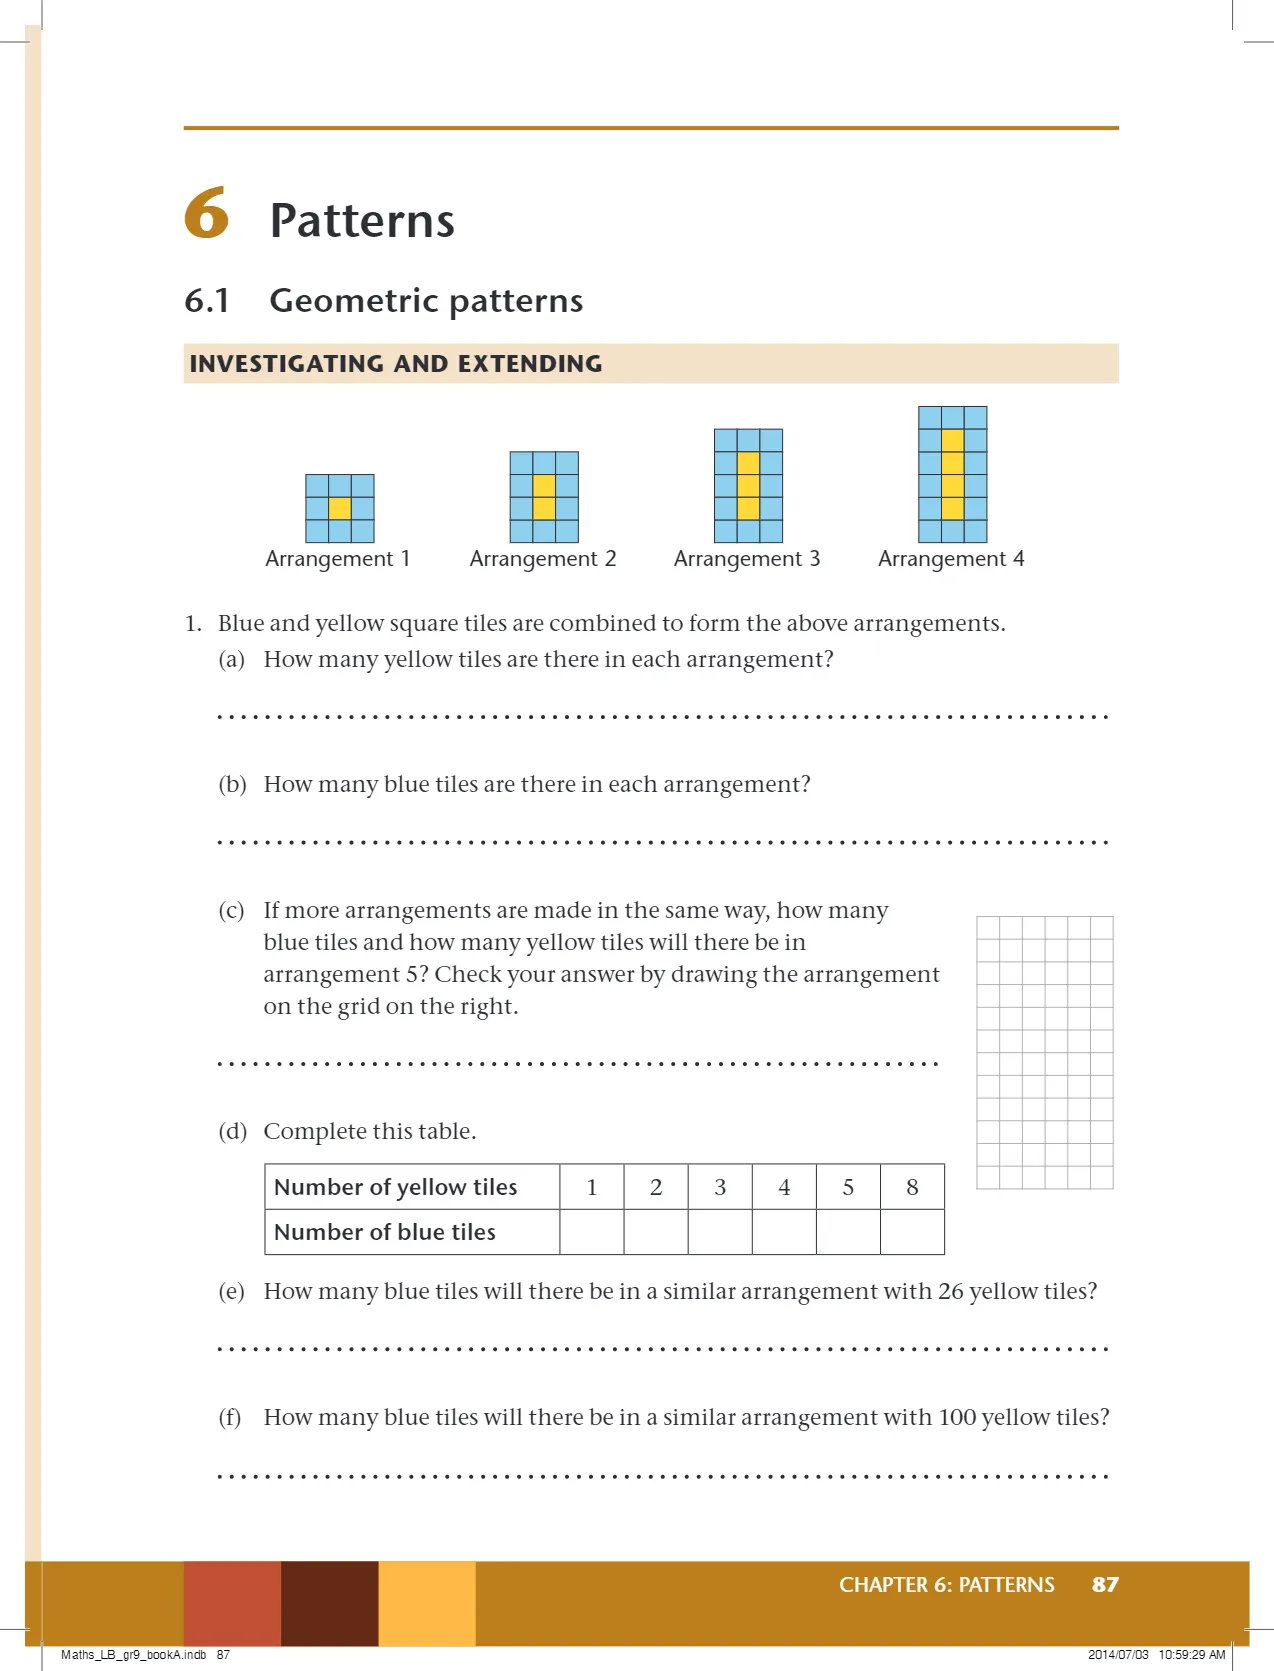 6 Patterns
6.1 Geometric patterns
INVESTIGATING AND EXTENDING
Arrangement 1 Arrangement 2 Arrangement 3 Arrangement 4
1. Blue and yellow square tiles are combined to form the above arrangements.
(a) How many yellow tiles are there in each arrangement?
(b) How many blue tiles are there in each arrangement?
(c) If more arrangements are made in the same way, how many
blue tiles and how many yellow tiles will there be in
arrangement 5? Check your answer by drawing the arrangement
on the grid on the right.
(d) Complete this table.
Number of yellow tiles 1 2 3 4 5 8
Number of blue tiles
(e) How many blue tiles will there be in a similar arrangement with 26 yellow tiles?
(f) How many blue tiles will there be in a similar arrangement with 100 yellow tiles?
CHAPTER 6: PATTERNS 87
Maths_LB_gr9_bookA.indb 87 2014/07/03 10:59:29 AM